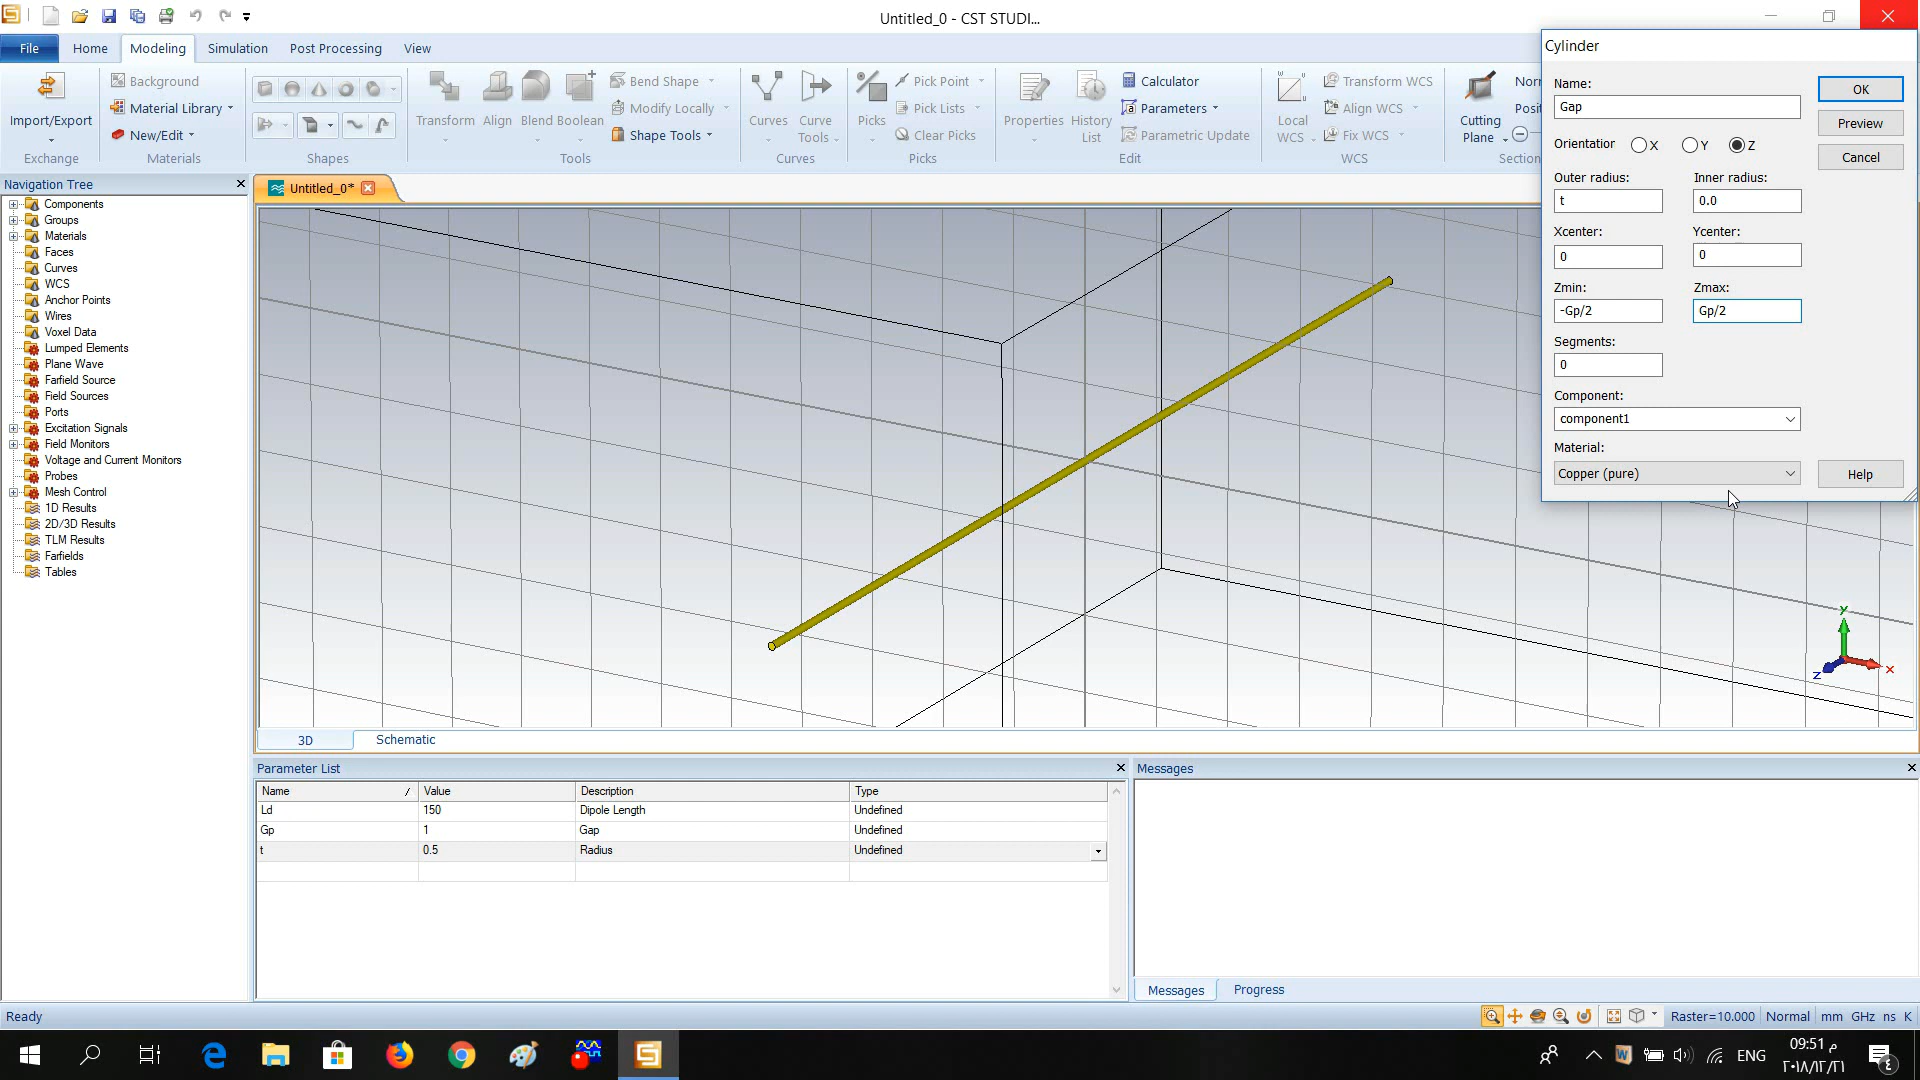 Untitled_0 - CST STUDI...
File
Home
Modeling
Simulation
Post Processing
View
Import/Export
Exchange
Background
Material Library
New/Edit
Materials
Shapes
Transform
Align
Blend
Boolean
Bend Shape
Modify Locally
Shape Tools
Tools
Curves
Curve
Tools
Curves
Picks
Pick Point
Pick Lists
Clear Picks
Picks
Properties
History
List
Calculator
Parameters
Parametric Update
Edit
Local
WCS
Transform WCS
Align WCS
Fix WCS
WCS
Cutting
Plane
Norr
Posit
Section
Cylinder
Name:
Gap
OK
Preview
Cancel
Orientation
X
Y
Z
Outer radius:
Inner radius:
t
0.0
Xcenter:
Ycenter:
0
0
Zmin:
Zmax:
-Gp/2
Gp/2
Segments:
0
Component:
component1
Material:
Copper (pure)
Help
Navigation Tree
Components
Groups
Materials
Faces
Curves
WCS
Anchor Points
Wires
Voxel Data
Lumped Elements
Plane Wave
Farfield Source
Field Sources
Ports
Excitation Signals
Field Monitors
Voltage and Current Monitors
Probes
Mesh Control
1D Results
2D/3D Results
TLM Results
Farfields
Tables
Untitled_0*
y
z
x
3D
Schematic
Parameter List
Name
Value
Description
Type
Ld
150
Dipole Length
Undefined
Gp
1
Gap
Undefined
t
0.5
Radius
Undefined
Messages
Messages
Progress
Ready
Raster=10.000
Normal
mm
GHz
ns
K
ENG
09:51 م
٢٠١٨/١٢/٢١
٤